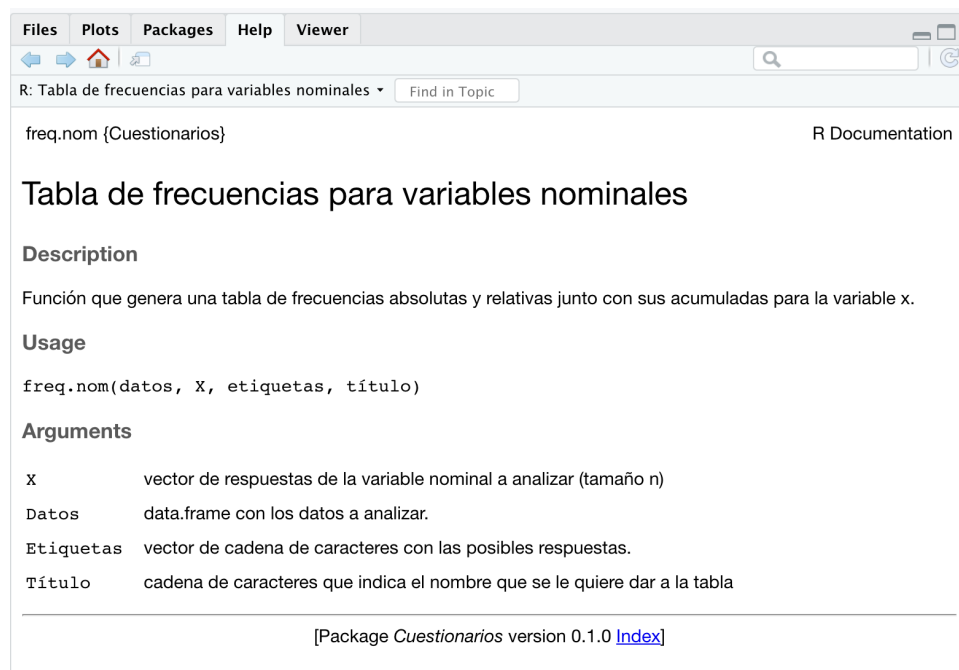 Files Plots Packages Help Viewer
R: Tabla de frecuencias para variables nominales Find in Topic
freq.nom {Cuestionarios} R Documentation
Tabla de frecuencias para variables nominales
Description
Función que genera una tabla de frecuencias absolutas y relativas junto con sus acumuladas para la variable x.
Usage
freq.nom(datos, X, etiquetas, título)
Arguments
X vector de respuestas de la variable nominal a analizar (tamaño n)
Datos data.frame con los datos a analizar.
Etiquetas vector de cadena de caracteres con las posibles respuestas.
Título cadena de caracteres que indica el nombre que se le quiere dar a la tabla
[Package Cuestionarios version 0.1.0 Index]